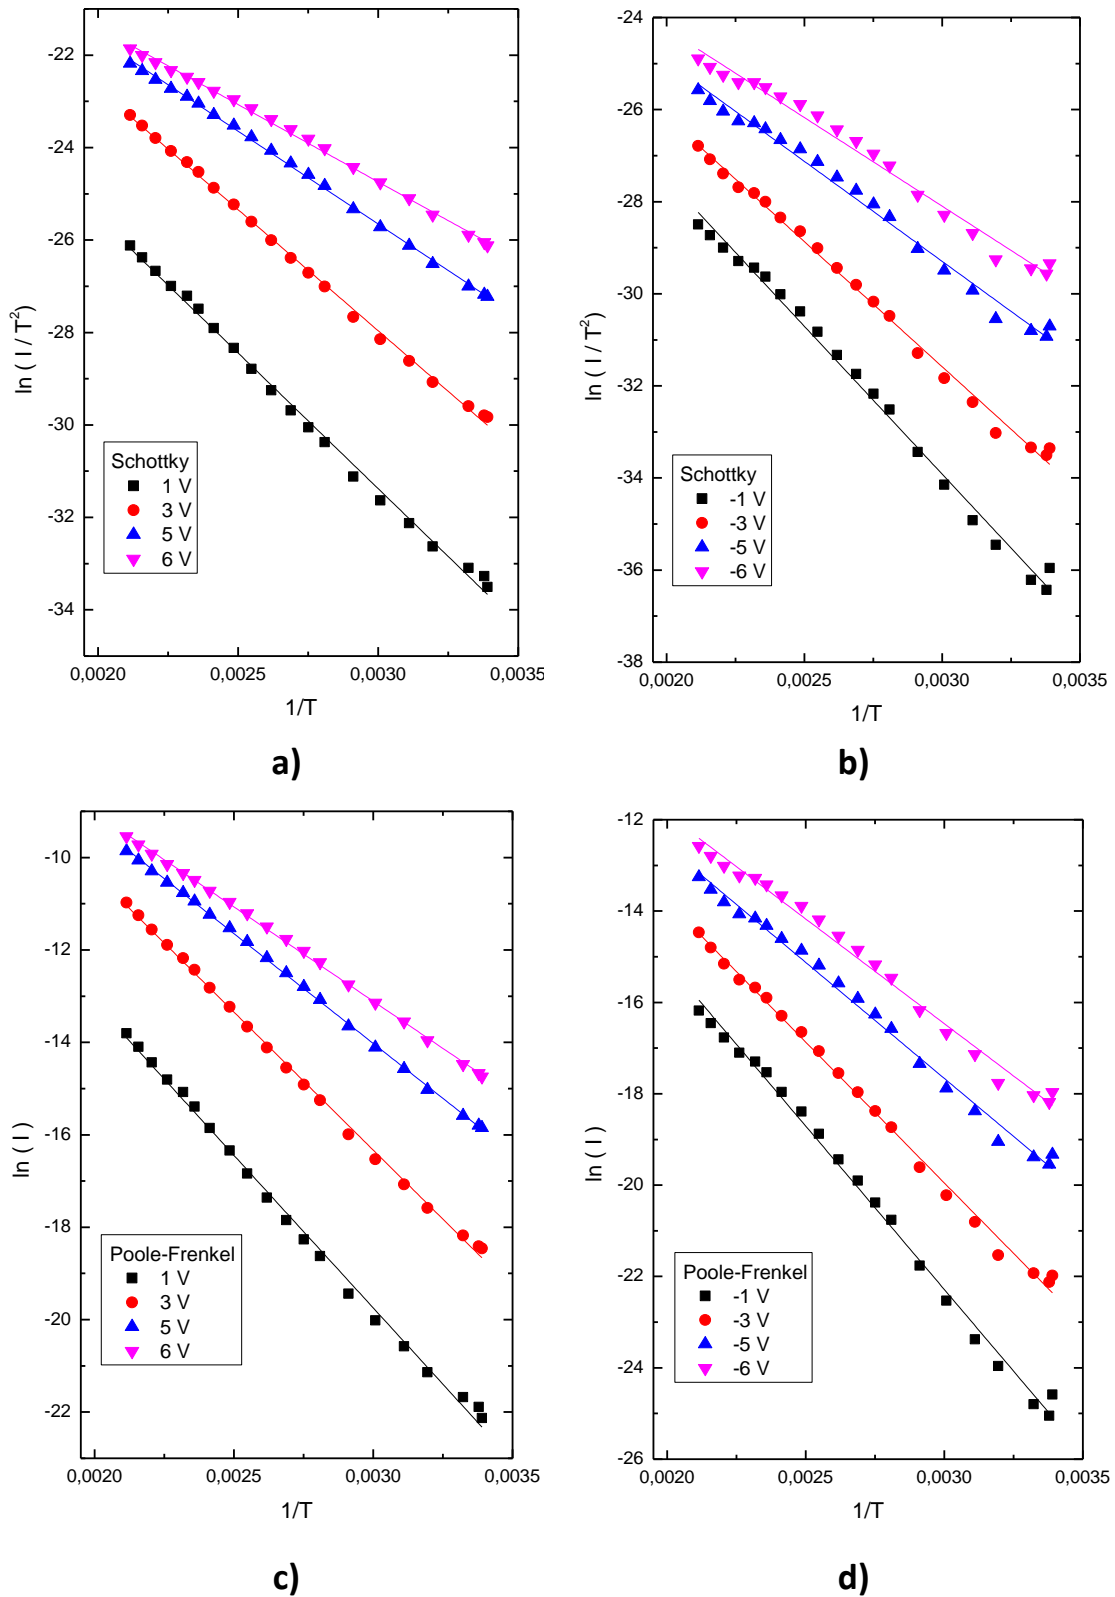 -22
-24
-26
-28
-30
-32
-34
ln ( I / T²)
Schottky
1 V
3 V
5 V
6 V
0,0020
0,0025
0,0030
0,0035
1/T
a)
-24
-26
-28
-30
-32
-34
-36
-38
ln ( I / T²)
Schottky
-1 V
-3 V
-5 V
-6 V
0,0020
0,0025
0,0030
0,0035
1/T
b)
-10
-12
-14
-16
-18
-20
-22
ln ( I )
Poole-Frenkel
1 V
3 V
5 V
6 V
0,0020
0,0025
0,0030
0,0035
1/T
c)
-12
-14
-16
-18
-20
-22
-24
-26
ln ( I )
Poole-Frenkel
-1 V
-3 V
-5 V
-6 V
0,0020
0,0025
0,0030
0,0035
1/T
d)